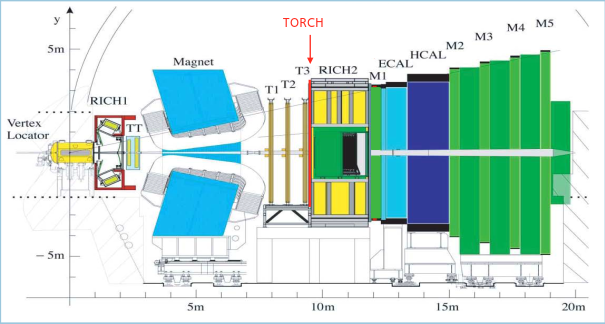 TORCH
y
5m
Magnet
RICH1
TT
Vertex
Locator
T1
T2
T3
RICH2
M1
ECAL
HCAL
M2
M3
M4
M5
− 5m
5m
10m
15m
20m
z